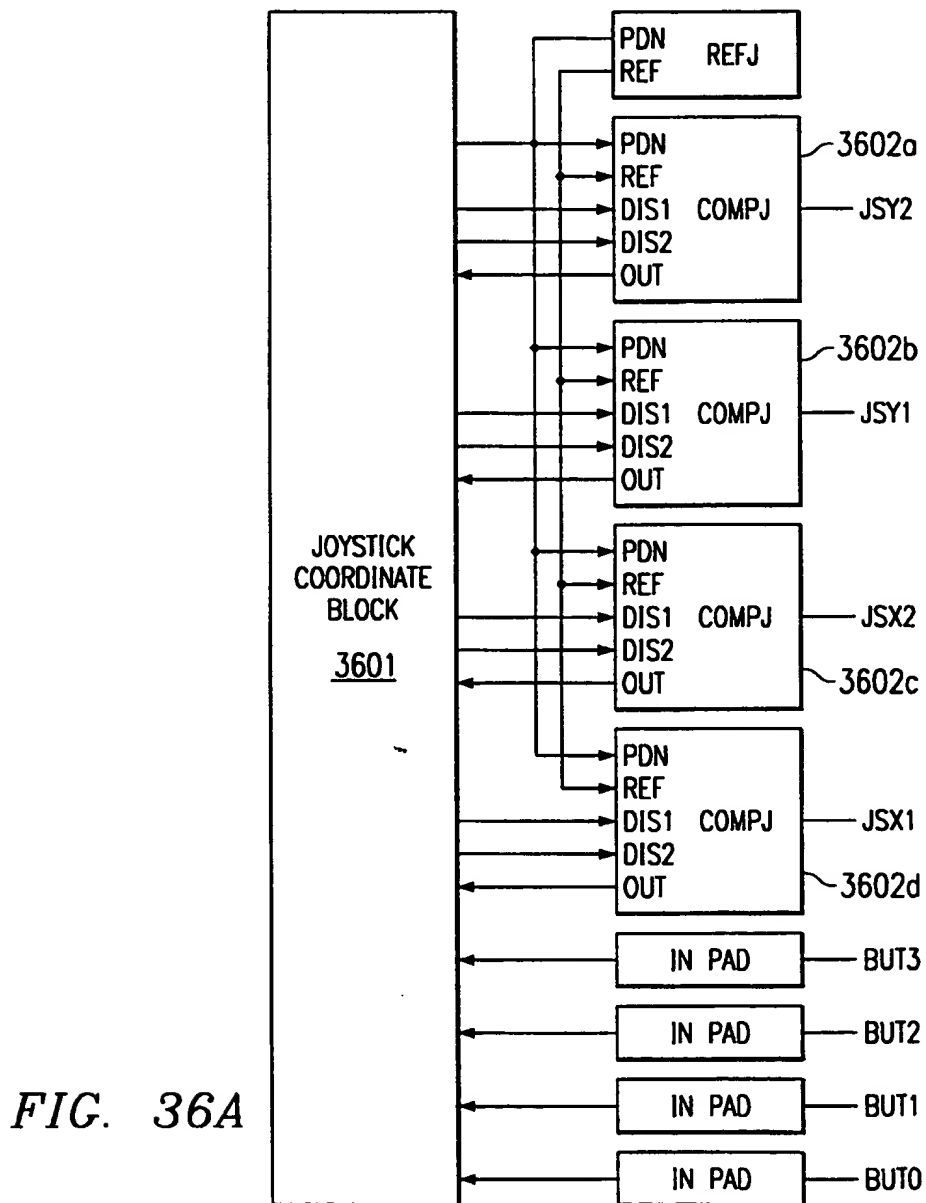 PDN
REF
REFJ
PDN
REF
DIS1
DIS2
OUT
COMPJ
3602a
JSY2
PDN
REF
DIS1
DIS2
OUT
COMPJ
3602b
JSY1
JOYSTICK
COORDINATE
BLOCK
3601
PDN
REF
DIS1
DIS2
OUT
COMPJ
JSX2
3602c
PDN
REF
DIS1
DIS2
OUT
COMPJ
JSX1
3602d
IN PAD
BUT3
IN PAD
BUT2
IN PAD
BUT1
IN PAD
BUT0
FIG. 36A